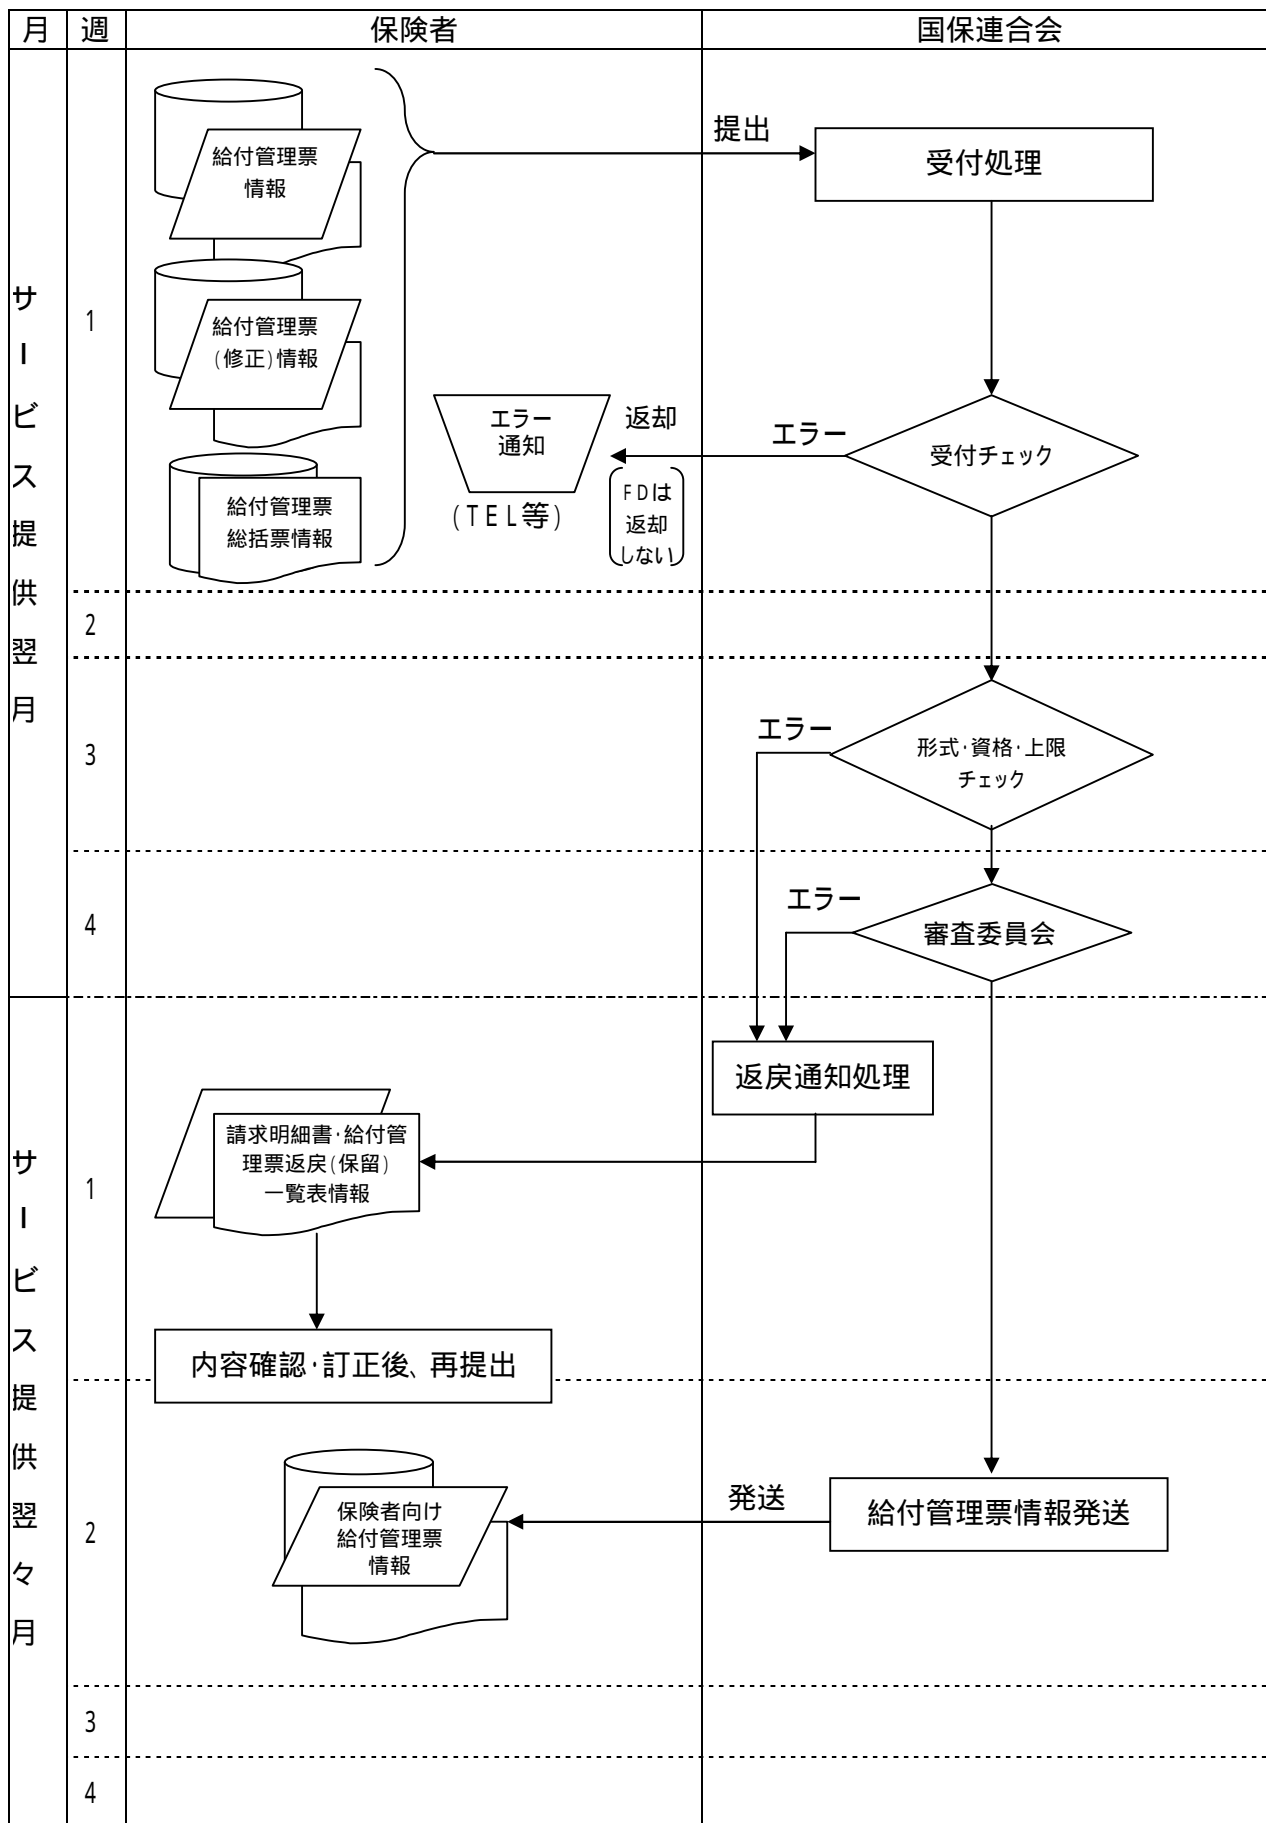 月 週 保険者 国保連合会
サービス提供翌月
1
給付管理票
情報
提出
受付処理
給付管理票
(修正)情報
給付管理票
総括票情報
エラー
通知
(TEL等)
返却
FDは
返却
しない
エラー
受付チェック
2
3
エラー
形式・資格・上限
チェック
4
エラー
審査委員会
サービス提供翌々月
1
返戻通知処理
請求明細書・給付管
理票返戻(保留)
一覧表情報
内容確認・訂正後、再提出
2
保険者向け
給付管理票
情報
発送
給付管理票情報発送
3
4